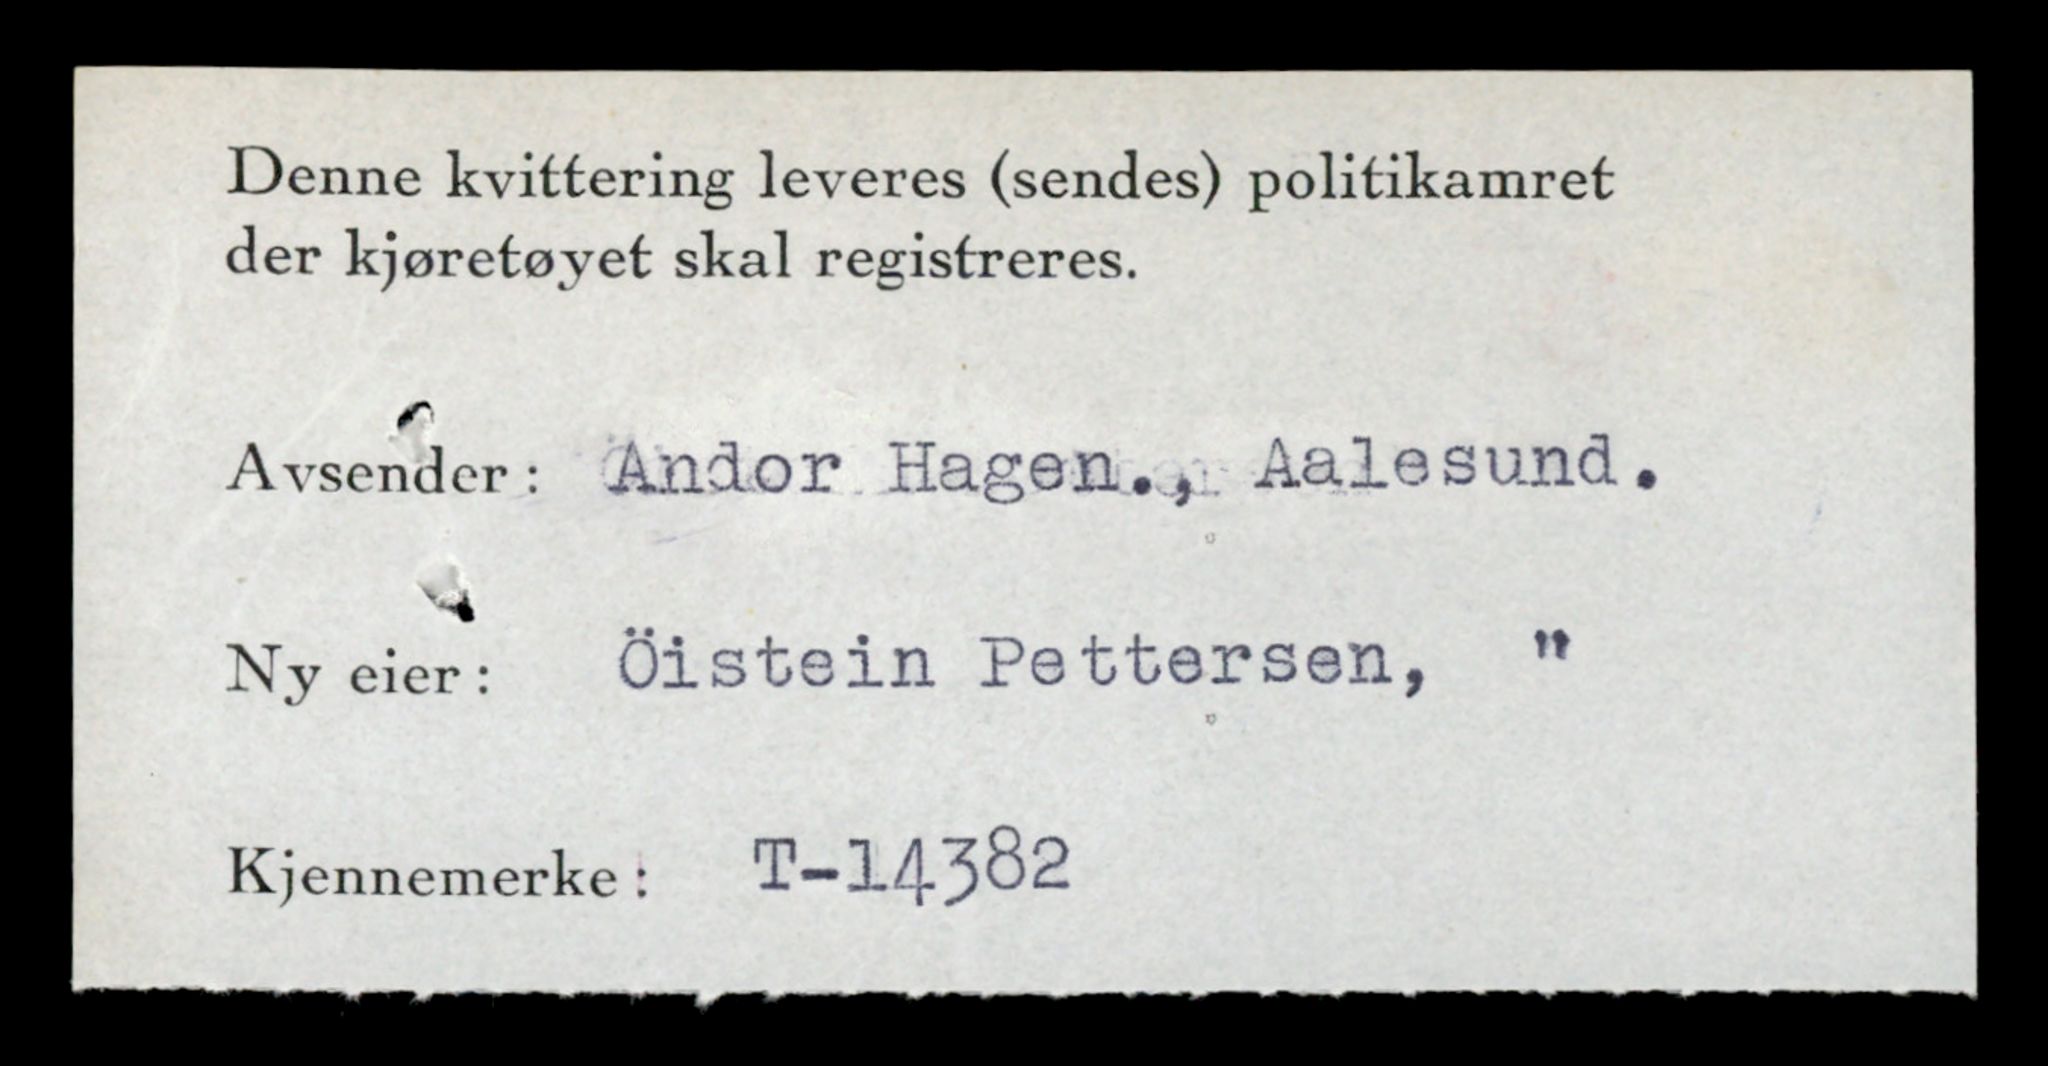 Denne kvittering leveres (sendes) politikamret
der kjøretøyet skal registreres.
Avsender: Andor Hagen., Aalesund.
Ny eier: Öistein Pettersen, "
Kjennemerke: T-14382